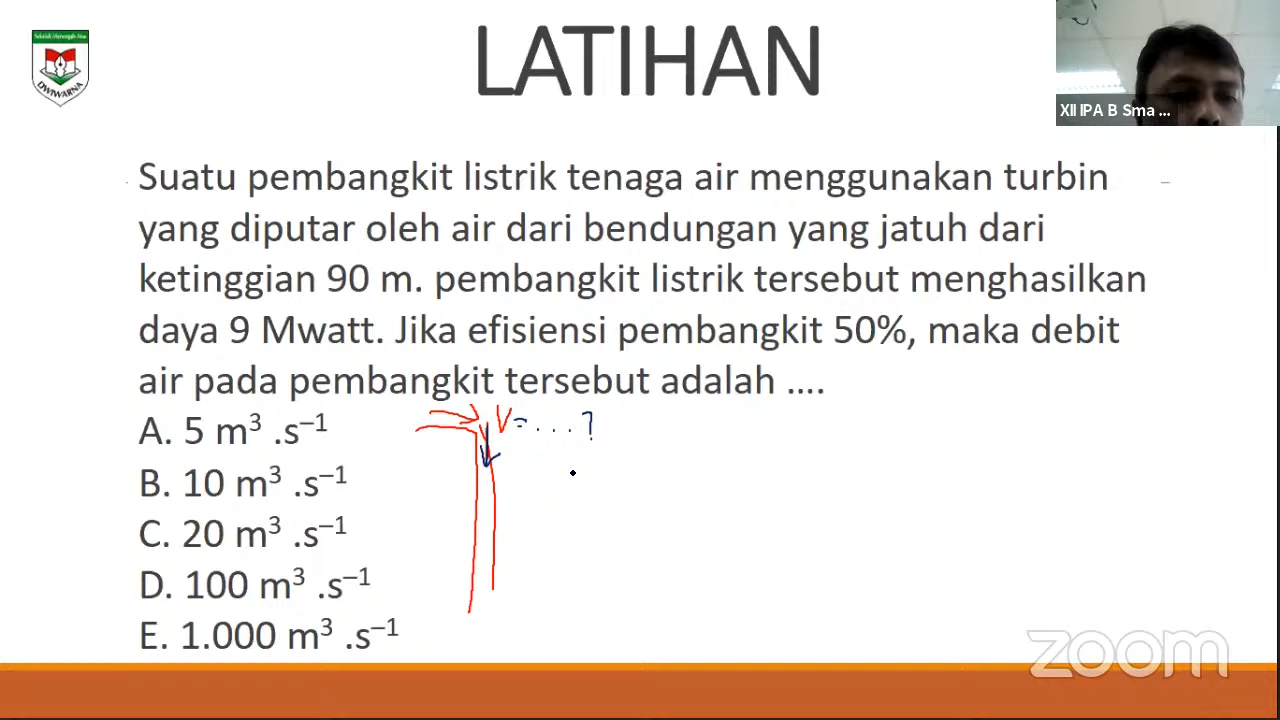 LATIHAN
DWIWARNA
XII IPA B Sma ...
Suatu pembangkit listrik tenaga air menggunakan turbin
yang diputar oleh air dari bendungan yang jatuh dari
ketinggian 90 m. pembangkit listrik tersebut menghasilkan
daya 9 Mwatt. Jika efisiensi pembangkit 50%, maka debit
air pada pembangkit tersebut adalah ....
V = . . . ?
A. 5 m³ .s⁻¹
B. 10 m³ .s⁻¹
C. 20 m³ .s⁻¹
D. 100 m³ .s⁻¹
E. 1.000 m³ .s⁻¹
zoom